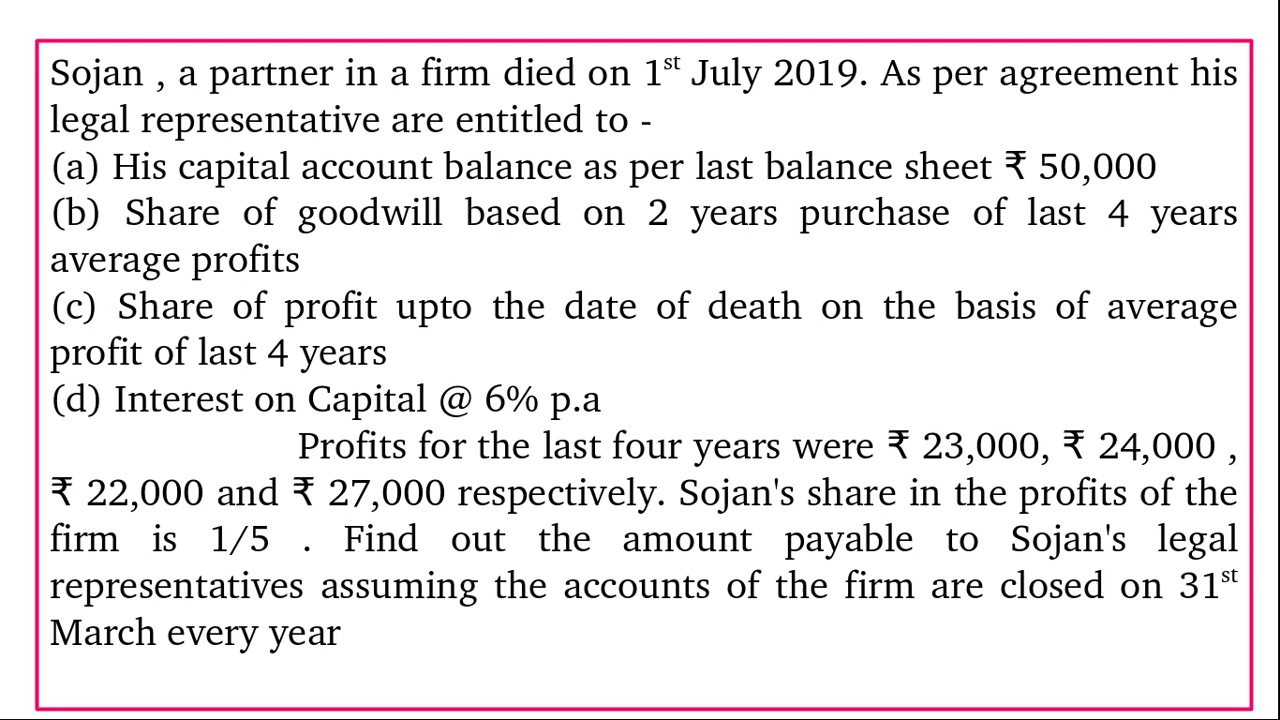 Sojan , a partner in a firm died on 1st July 2019. As per agreement his
legal representative are entitled to -
(a) His capital account balance as per last balance sheet ₹ 50,000
(b) Share of goodwill based on 2 years purchase of last 4 years
average profits
(c) Share of profit upto the date of death on the basis of average
profit of last 4 years
(d) Interest on Capital @ 6% p.a
Profits for the last four years were ₹ 23,000, ₹ 24,000 ,
₹ 22,000 and ₹ 27,000 respectively. Sojan's share in the profits of the
firm is 1/5 . Find out the amount payable to Sojan's legal
representatives assuming the accounts of the firm are closed on 31st
March every year